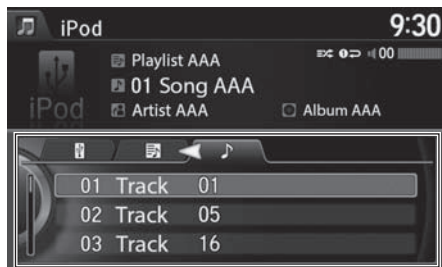 iPod 9:30
Playlist AAA 00
01 Song AAA
iPod Artist AAA Album AAA
01 Track 01
02 Track 05
03 Track 16